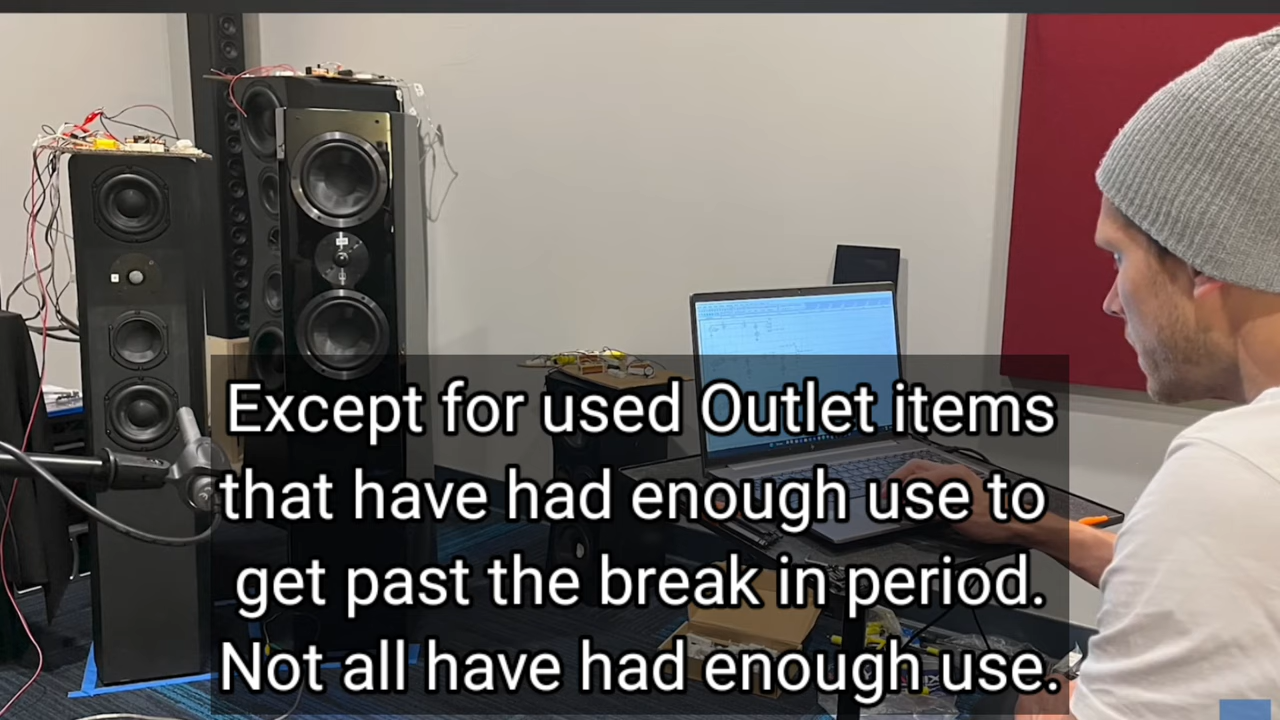 Except for used Outlet items
that have had enough use to
get past the break in period.
Not all have had enough use.